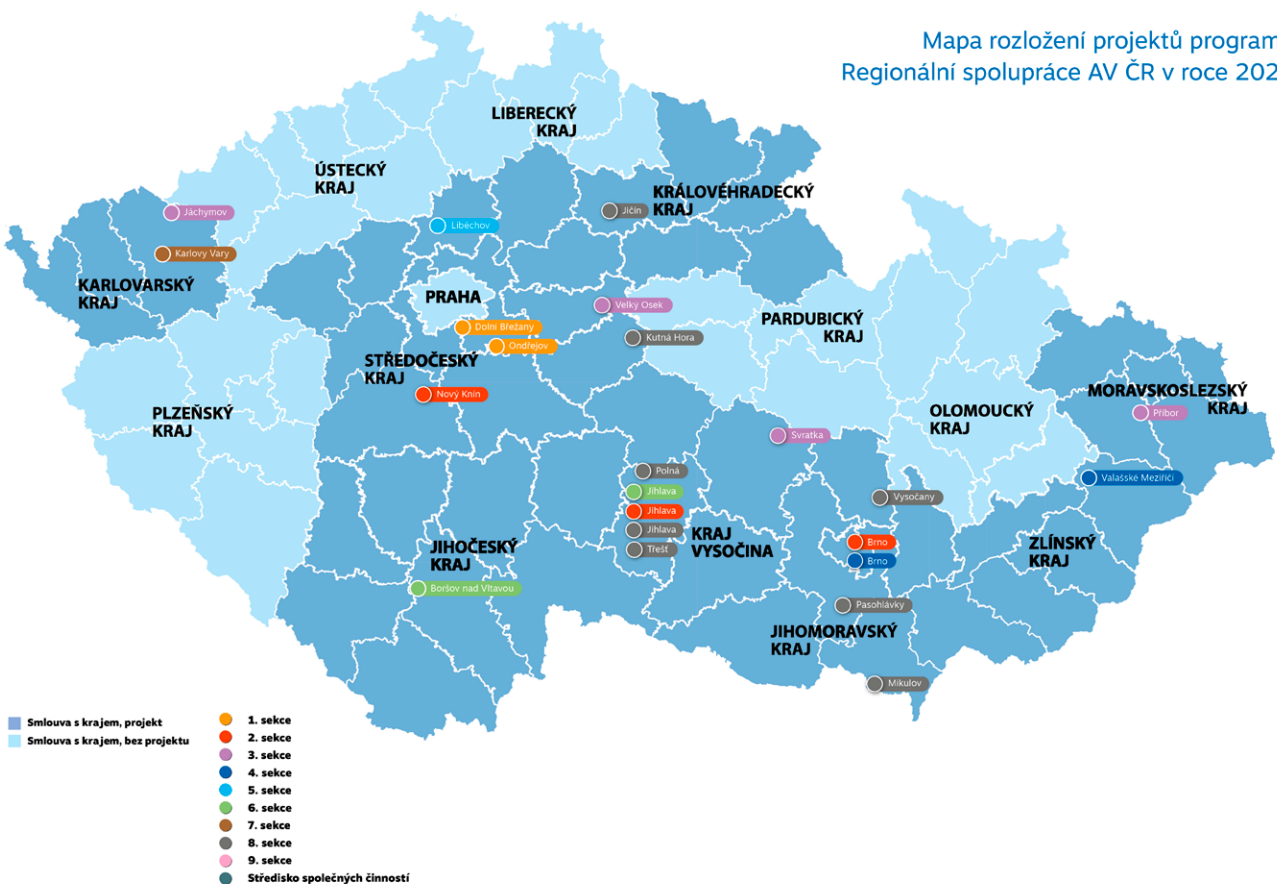 Mapa rozložení projektů program
Regionální spolupráce AV ČR v roce 202
LIBERECKÝ
KRAJ
ÚSTECKÝ
KRAJ
KRÁLOVÉHRADECKÝ
KRAJ
Jáchymov
Jičín
Liběchov
Karlovy Vary
KARLOVARSKÝ
KRAJ
PRAHA
Velký Osek
PARDUBICKÝ
KRAJ
Dolní Břežany
Kutná Hora
Ondřejov
STŘEDOČESKÝ
KRAJ
Nový Knín
MORAVSKOSLEZSKÝ
KRAJ
PLZEŇSKÝ
KRAJ
OLOMOUCKÝ
KRAJ
Příbor
Svratka
Polná
Valašské Meziříčí
Jihlava
Vysočany
Jihlava
Jihlava
KRAJ
VYSOČINA
Brno
JIHOČESKÝ
KRAJ
Třešť
Brno
ZLÍNSKÝ
KRAJ
Boršov nad Vltavou
Pasohlávky
JIHOMORAVSKÝ
KRAJ
Mikulov
Smlouva s krajem, projekt
Smlouva s krajem, bez projektu
1. sekce
2. sekce
3. sekce
4. sekce
5. sekce
6. sekce
7. sekce
8. sekce
9. sekce
Středisko společných činností